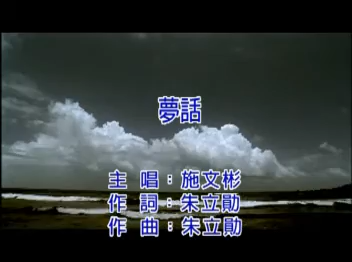 夢話
主 唱：施文彬
作 詞：朱立勛
作 曲：朱立勛